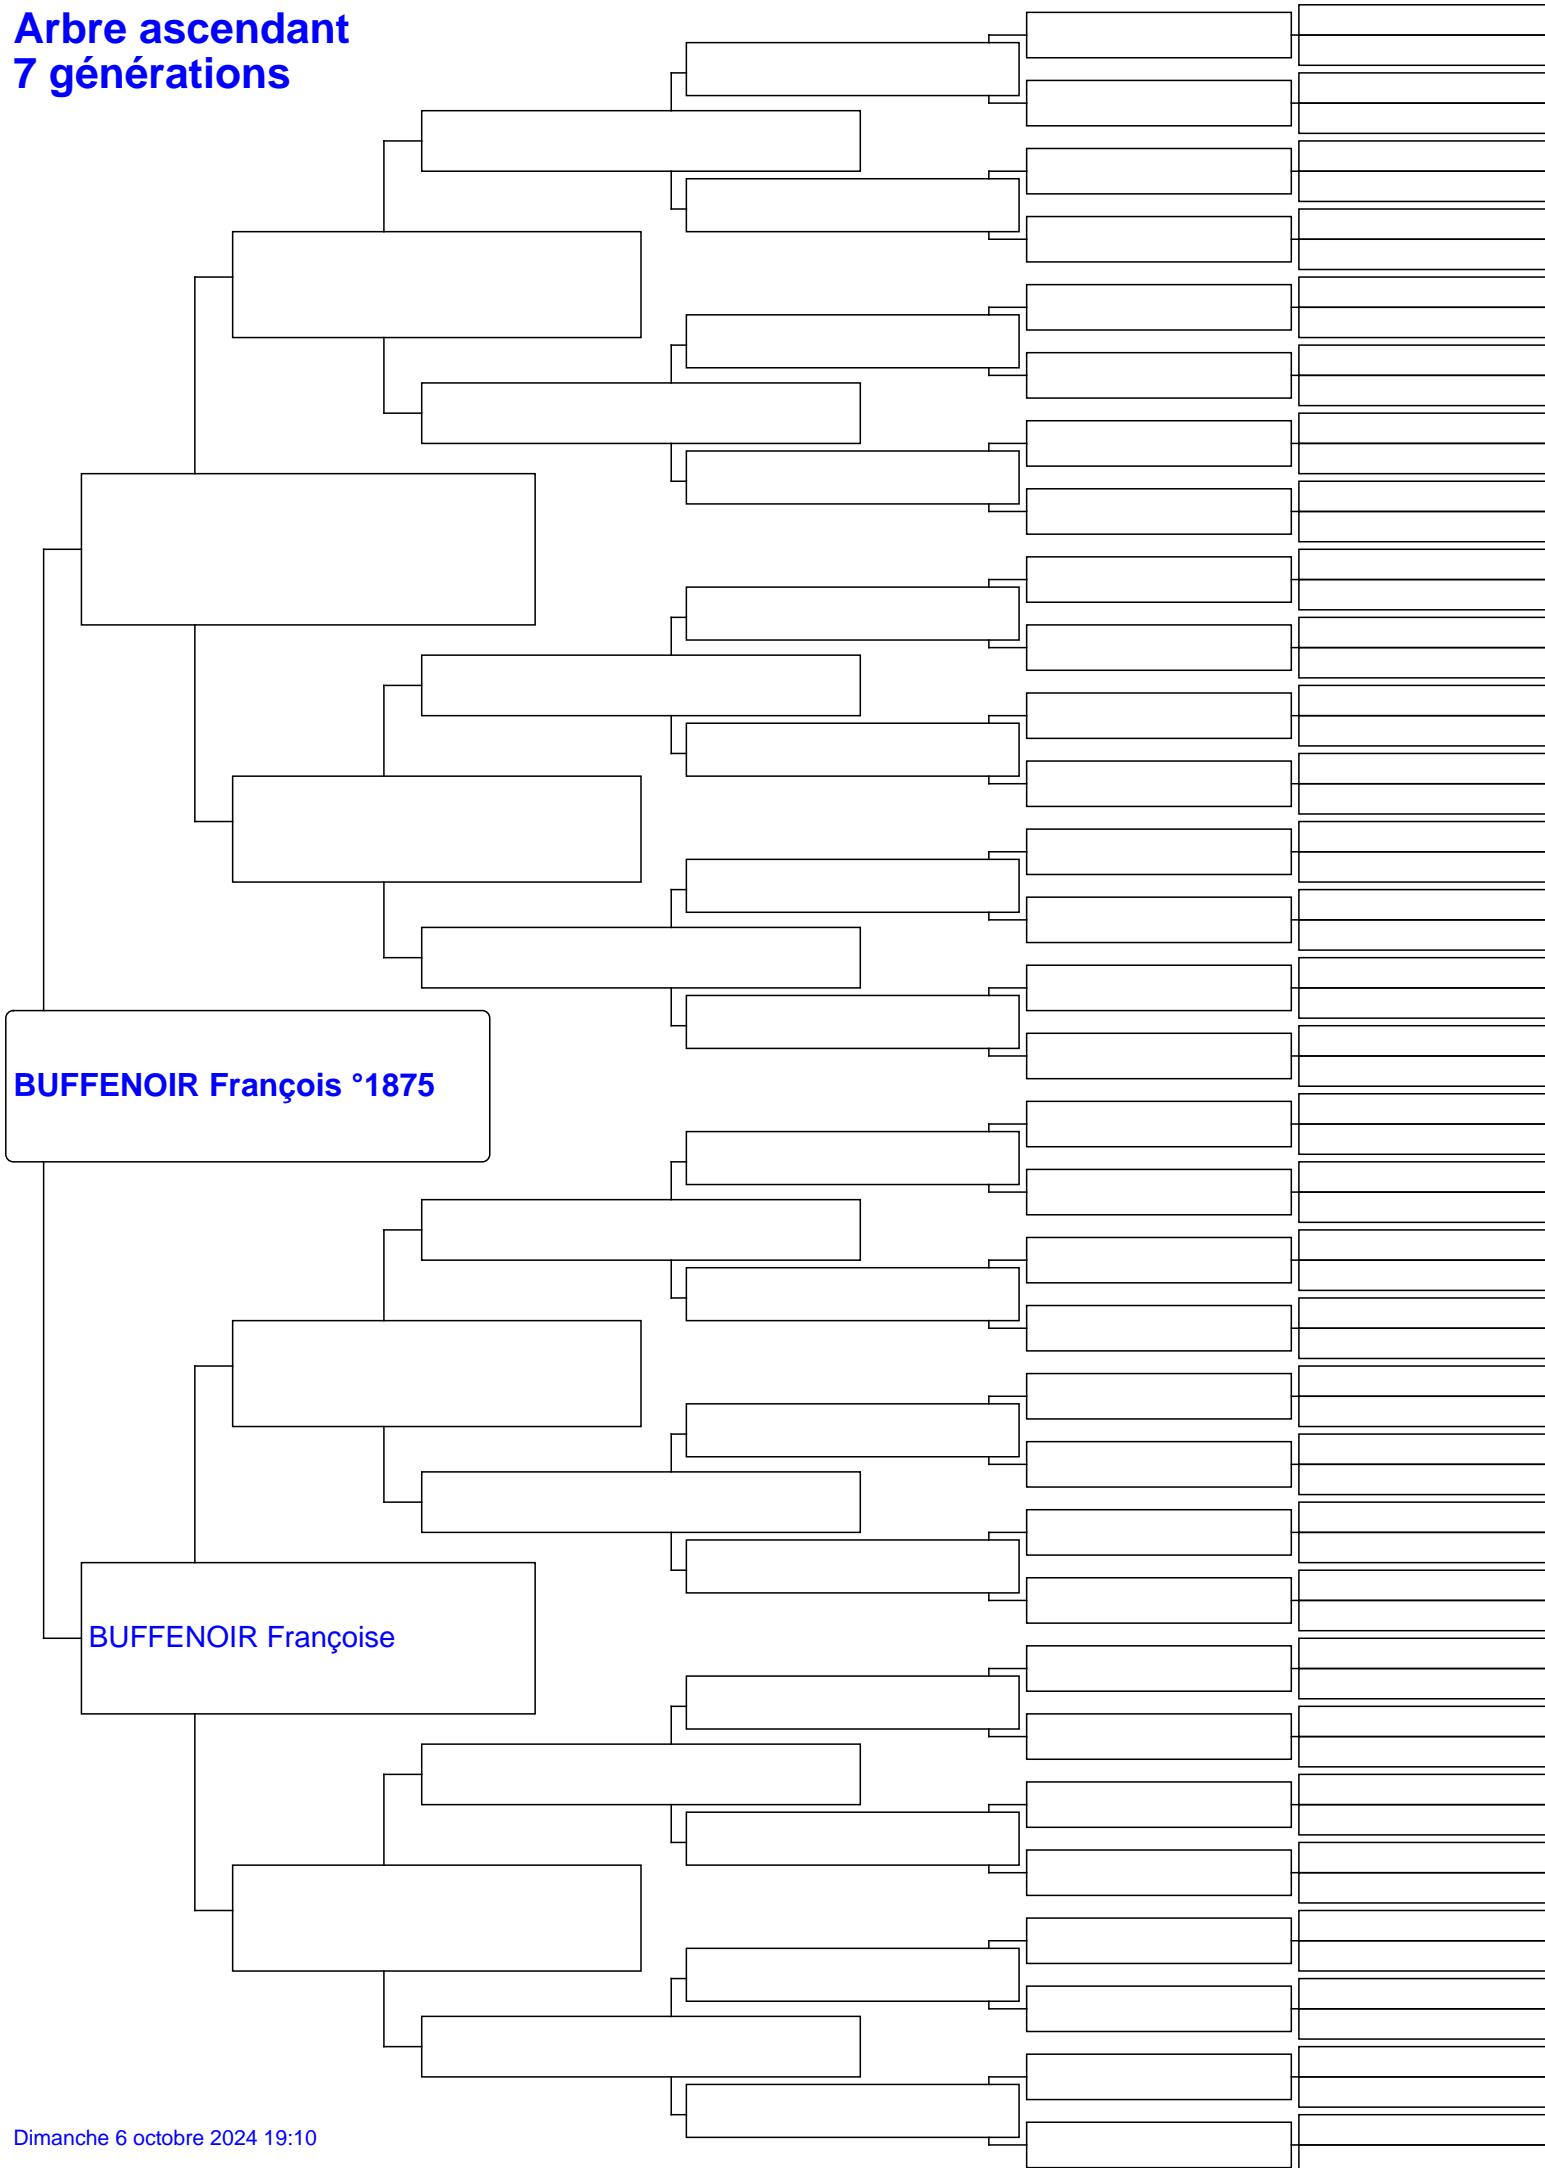 Arbre ascendant
7 générations
BUFFENOIR François °1875
BUFFENOIR Françoise
Dimanche 6 octobre 2024 19:10